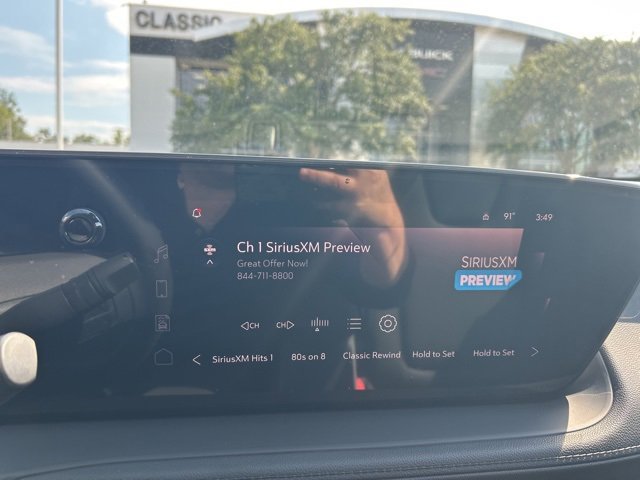 CLASSIC
BUICK
91° 3:49
Ch 1 SiriusXM Preview
Great Offer Now!
844-711-8800
SIRIUSXM
PREVIEW
CH CH
SiriusXM Hits 1 80s on 8 Classic Rewind Hold to Set Hold to Set